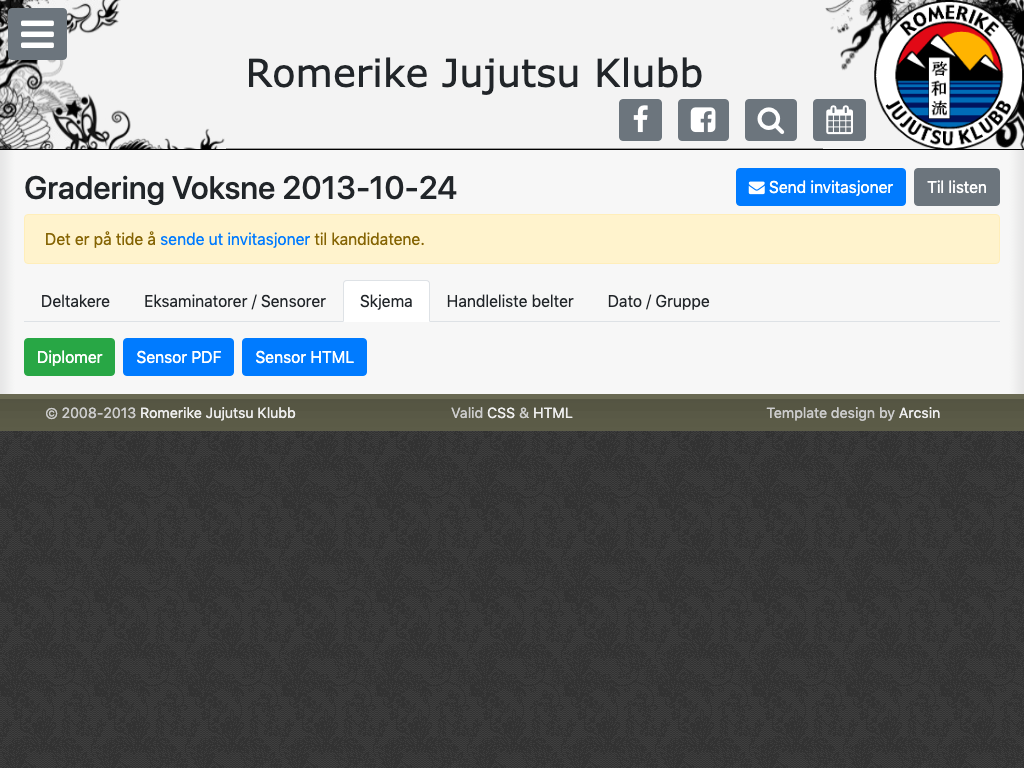 Romerike Jujutsu Klubb
ROMERIKE
啓和流
JUJUTSU KLUBB
Gradering Voksne 2013-10-24
Send invitasjoner
Til listen
Det er på tide å sende ut invitasjoner til kandidatene.
Deltakere
Eksaminatorer / Sensorer
Skjema
Handleliste belter
Dato / Gruppe
Diplomer
Sensor PDF
Sensor HTML
© 2008-2013 Romerike Jujutsu Klubb
Valid CSS & HTML
Template design by Arcsin